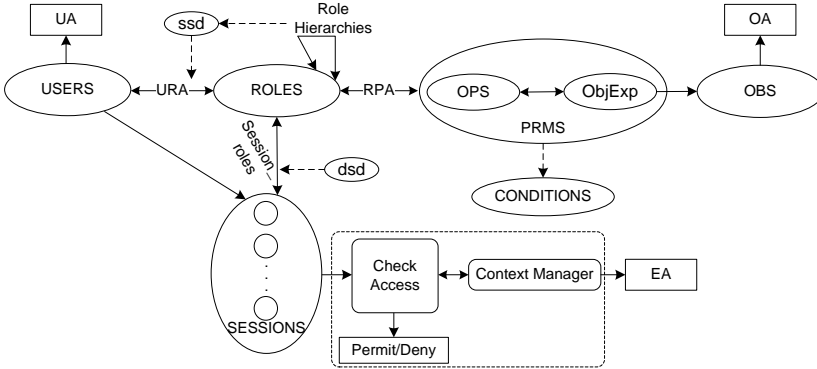 UA
ssd
Role
Hierarchies
OA
USERS
URA
ROLES
RPA
OPS
ObjExp
PRMS
OBS
Session_
roles
dsd
CONDITIONS
.
.
.
.
SESSIONS
Check
Access
Context Manager
EA
Permit/Deny